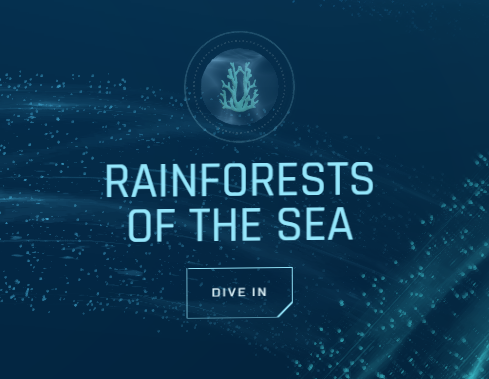 RAINFORESTS
OF THE SEA
DIVE IN